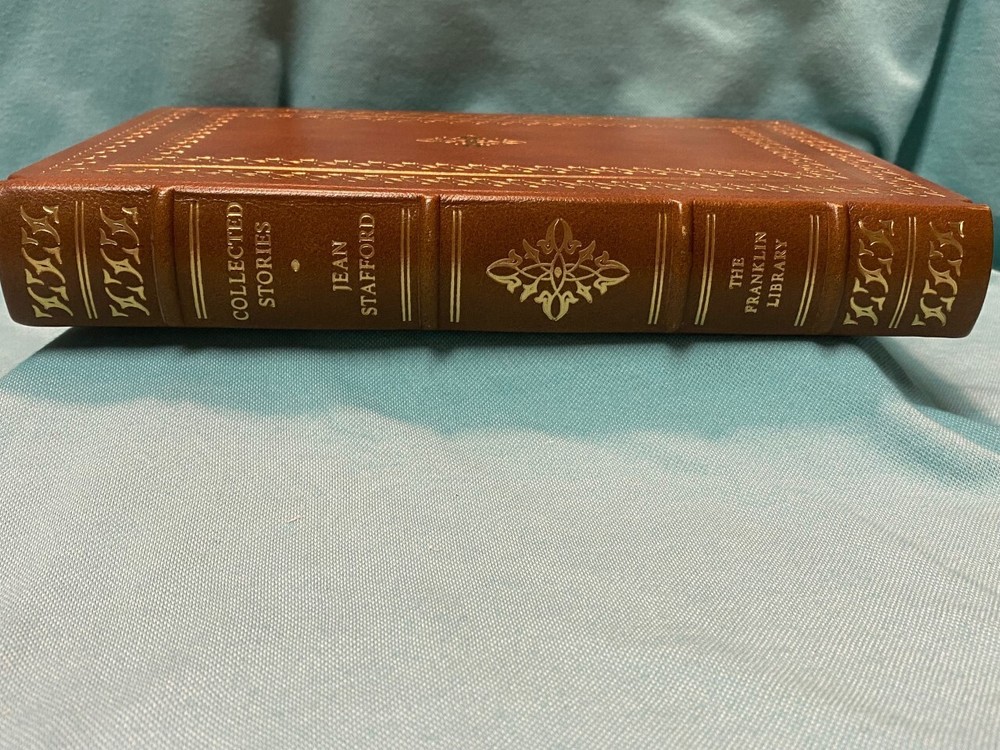 COLLECTED
STORIES
JEAN
STAFFORD
THE
FRANKLIN
LIBRARY